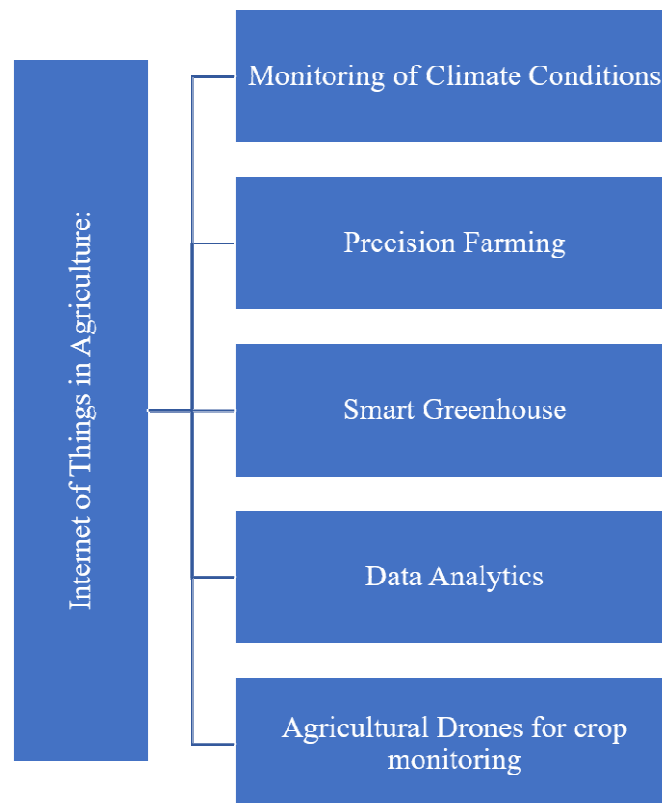 Internet of Things in Agriculture:
Monitoring of Climate Conditions
Precision Farming
Smart Greenhouse
Data Analytics
Agricultural Drones for crop
monitoring